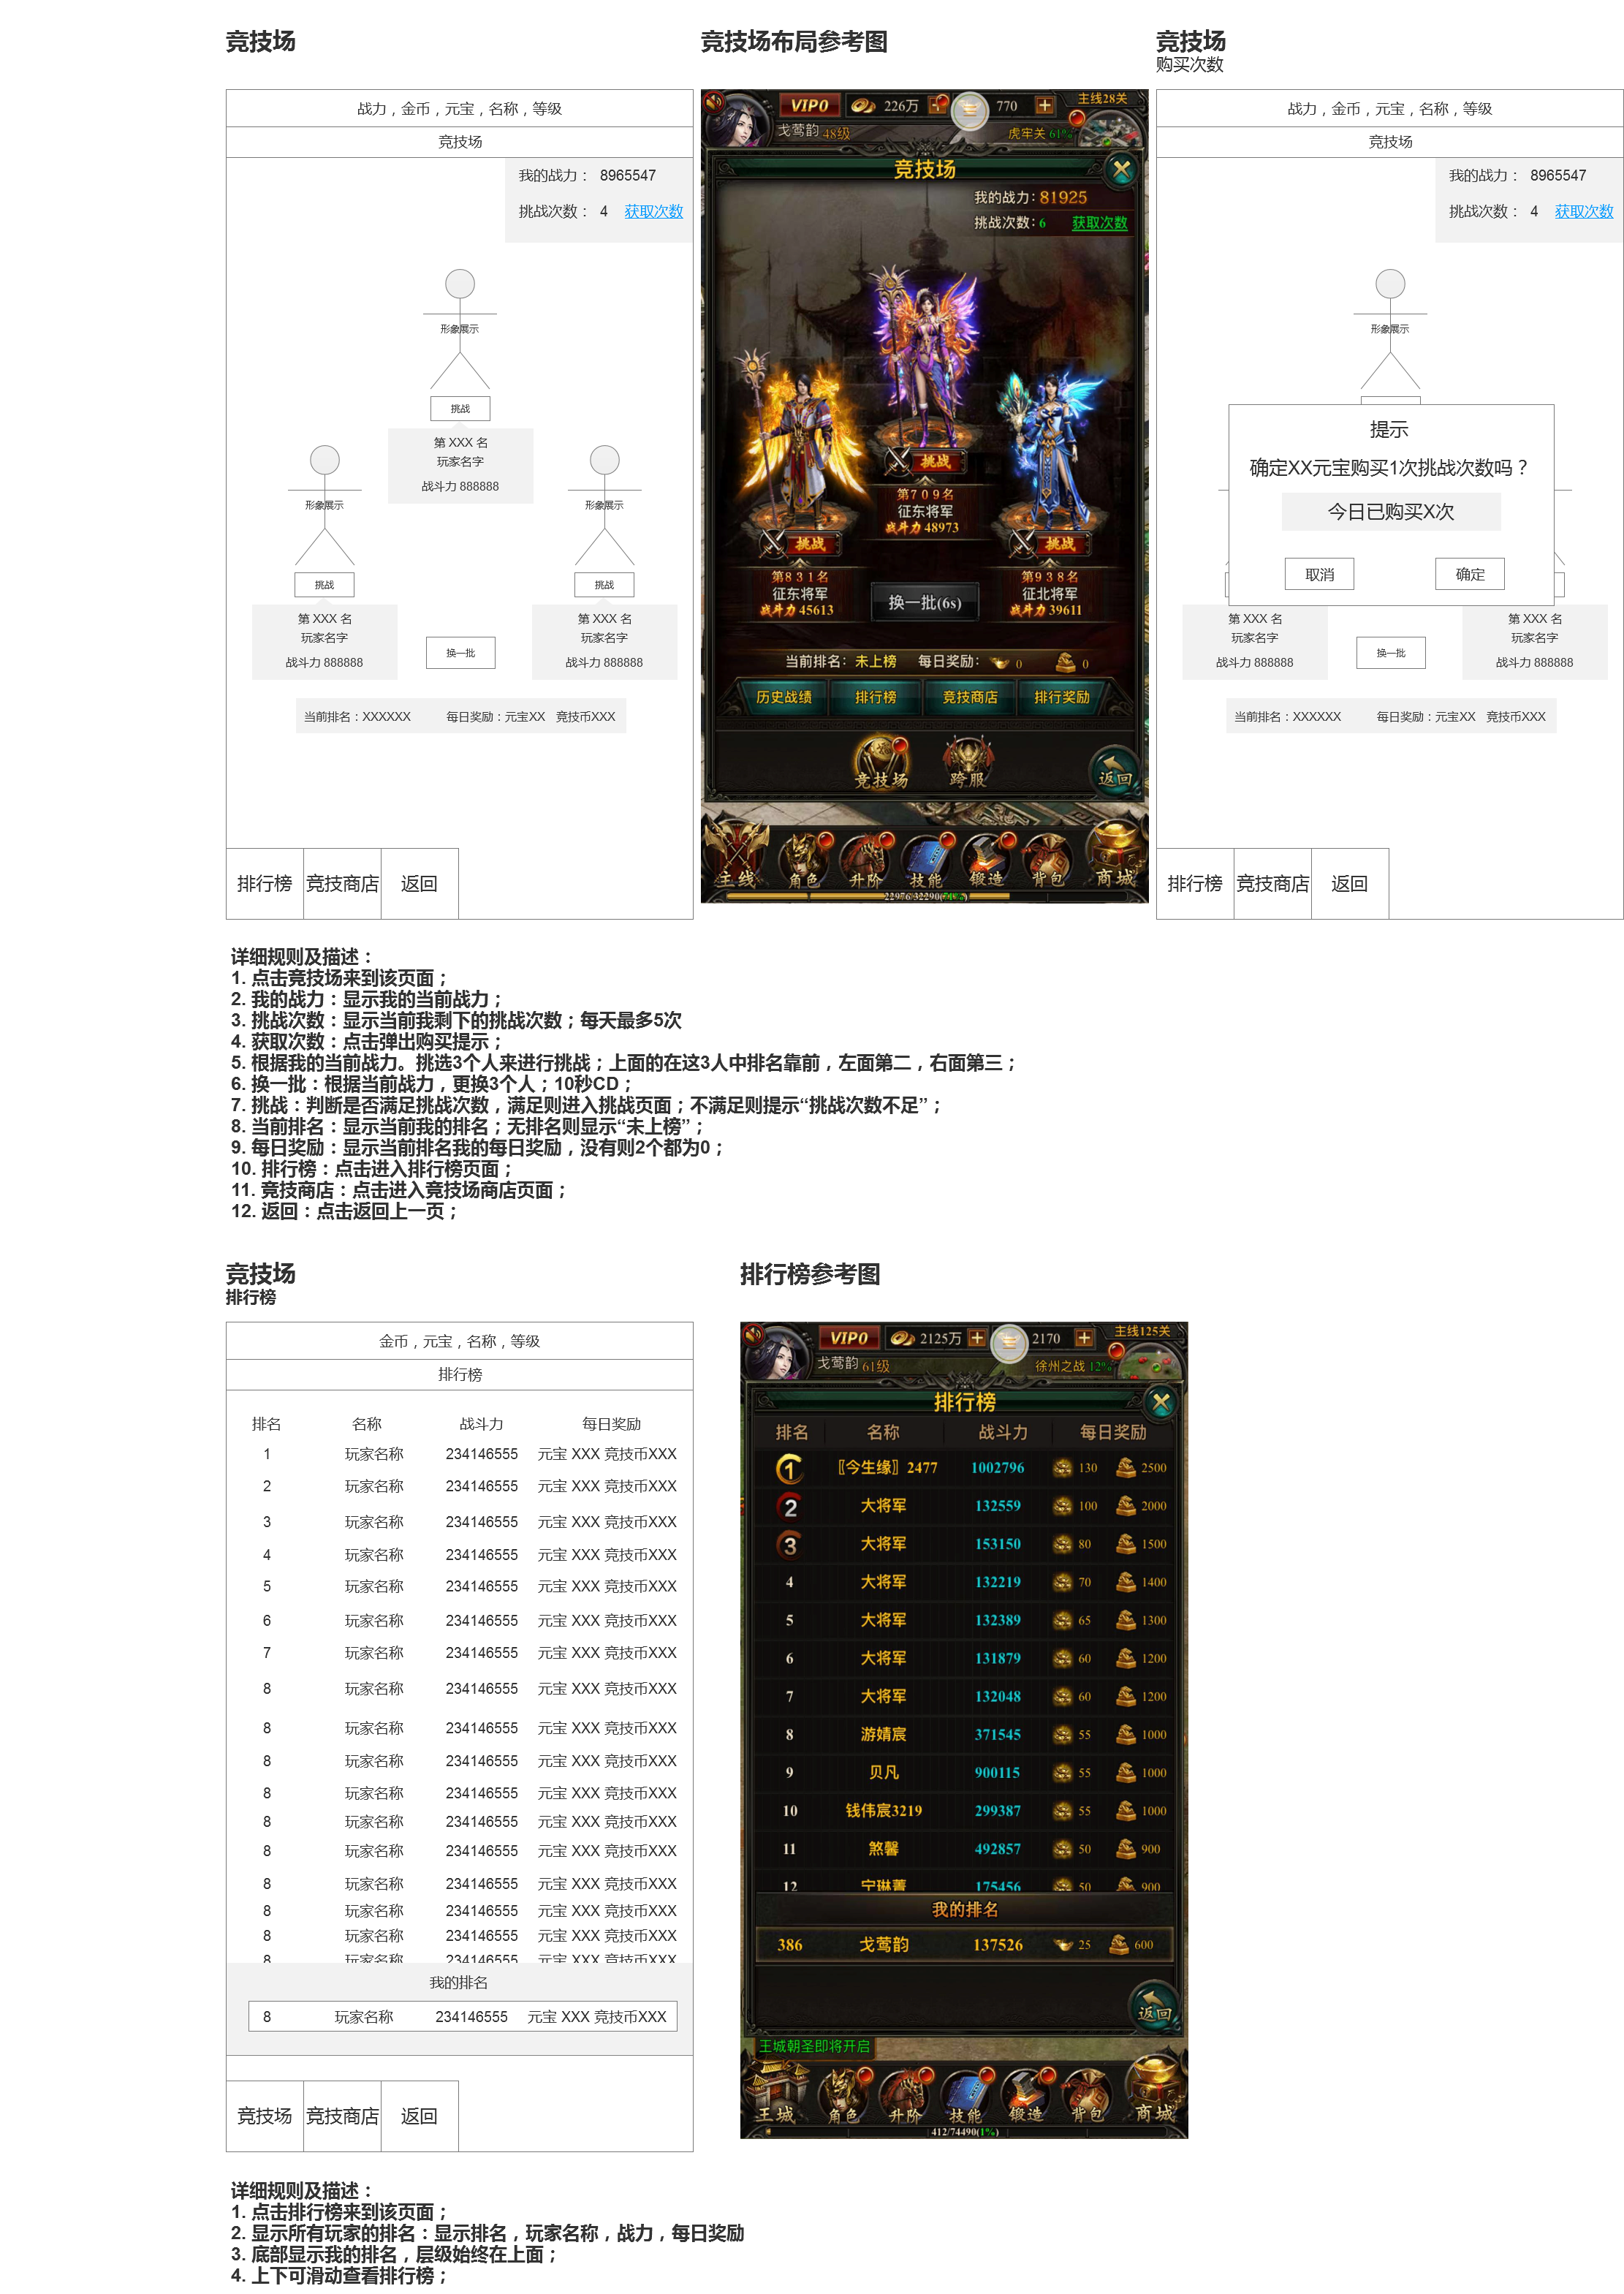 竞技场
战力，金币，元宝，名称，等级
竞技场
我的战力： 8965547
挑战次数： 4 获取次数
形象展示
挑战
第 XXX 名
玩家名字
战斗力 888888
形象展示
挑战
第 XXX 名
玩家名字
战斗力 888888
形象展示
挑战
第 XXX 名
玩家名字
战斗力 888888
换一批
当前排名：XXXXXX 每日奖励：元宝XX 竞技币XXX
排行榜 竞技商店 返回
竞技场布局参考图
VIP0 226万 770 主线28关
戈莺韵 48级 虎牢关 61%
竞技场
我的战力：81925
挑战次数：6 获取次数
挑战
第709名
征东将军
战斗力 48973
挑战
第831名
征东将军
战斗力 45613
挑战
第938名
征北将军
战斗力 39611
换一批(6s)
当前排名：未上榜 每日奖励： 0 0
历史战绩 排行榜 竞技商店 排行奖励
竞技场 跨服 返回
主线 角色 升阶 技能 锻造 背包 商城
竞技场
购买次数
战力，金币，元宝，名称，等级
竞技场
我的战力： 8965547
挑战次数： 4 获取次数
形象展示
提示
确定XX元宝购买1次挑战次数吗？
今日已购买X次
取消 确定
第 XXX 名
玩家名字
战斗力 888888
第 XXX 名
玩家名字
战斗力 888888
换一批
当前排名：XXXXXX 每日奖励：元宝XX 竞技币XXX
排行榜 竞技商店 返回
详细规则及描述：
1. 点击竞技场来到该页面；
2. 我的战力：显示我的当前战力；
3. 挑战次数：显示当前我剩下的挑战次数；每天最多5次
4. 获取次数：点击弹出购买提示；
5. 根据我的当前战力。挑选3个人来进行挑战；上面的在这3人中排名靠前，左面第二，右面第三；
6. 换一批：根据当前战力，更换3个人；10秒CD；
7. 挑战：判断是否满足挑战次数，满足则进入挑战页面；不满足则提示“挑战次数不足”；
8. 当前排名：显示当前我的排名；无排名则显示“未上榜”；
9. 每日奖励：显示当前排名我的每日奖励，没有则2个都为0；
10. 排行榜：点击进入排行榜页面；
11. 竞技商店：点击进入竞技场商店页面；
12. 返回：点击返回上一页；
竞技场
排行榜
金币，元宝，名称，等级
排行榜
排名 名称 战斗力 每日奖励
1 玩家名称 234146555 元宝 XXX 竞技币XXX
2 玩家名称 234146555 元宝 XXX 竞技币XXX
3 玩家名称 234146555 元宝 XXX 竞技币XXX
4 玩家名称 234146555 元宝 XXX 竞技币XXX
5 玩家名称 234146555 元宝 XXX 竞技币XXX
6 玩家名称 234146555 元宝 XXX 竞技币XXX
7 玩家名称 234146555 元宝 XXX 竞技币XXX
8 玩家名称 234146555 元宝 XXX 竞技币XXX
8 玩家名称 234146555 元宝 XXX 竞技币XXX
8 玩家名称 234146555 元宝 XXX 竞技币XXX
8 玩家名称 234146555 元宝 XXX 竞技币XXX
8 玩家名称 234146555 元宝 XXX 竞技币XXX
8 玩家名称 234146555 元宝 XXX 竞技币XXX
8 玩家名称 234146555 元宝 XXX 竞技币XXX
8 玩家名称 234146555 元宝 XXX 竞技币XXX
8 玩家名称 234146555 元宝 XXX 竞技币XXX
8 玩家名称 234146555 元宝 XXX 竞技币XXX
我的排名
8 玩家名称 234146555 元宝 XXX 竞技币XXX
竞技场 竞技商店 返回
排行榜参考图
VIP0 2125万 2170 主线125关
戈莺韵 61级 徐州之战 12%
排行榜
排名 名称 战斗力 每日奖励
1 〖今生缘〗2477 1002796 130 2500
2 大将军 132559 100 2000
3 大将军 153150 80 1500
4 大将军 132219 70 1400
5 大将军 132389 65 1300
6 大将军 131879 60 1200
7 大将军 132048 60 1200
8 游婧宸 371545 55 1000
9 贝凡 900115 55 1000
10 钱伟宸3219 299387 55 1000
11 煞馨 492857 50 900
12 宁琳菁 175456 50 900
我的排名
386 戈莺韵 137526 25 600
返回
王城朝圣即将开启
王城 角色 升阶 技能 锻造 背包 商城
412/74490(1%)
详细规则及描述：
1. 点击排行榜来到该页面；
2. 显示所有玩家的排名：显示排名，玩家名称，战力，每日奖励
3. 底部显示我的排名，层级始终在上面；
4. 上下可滑动查看排行榜；